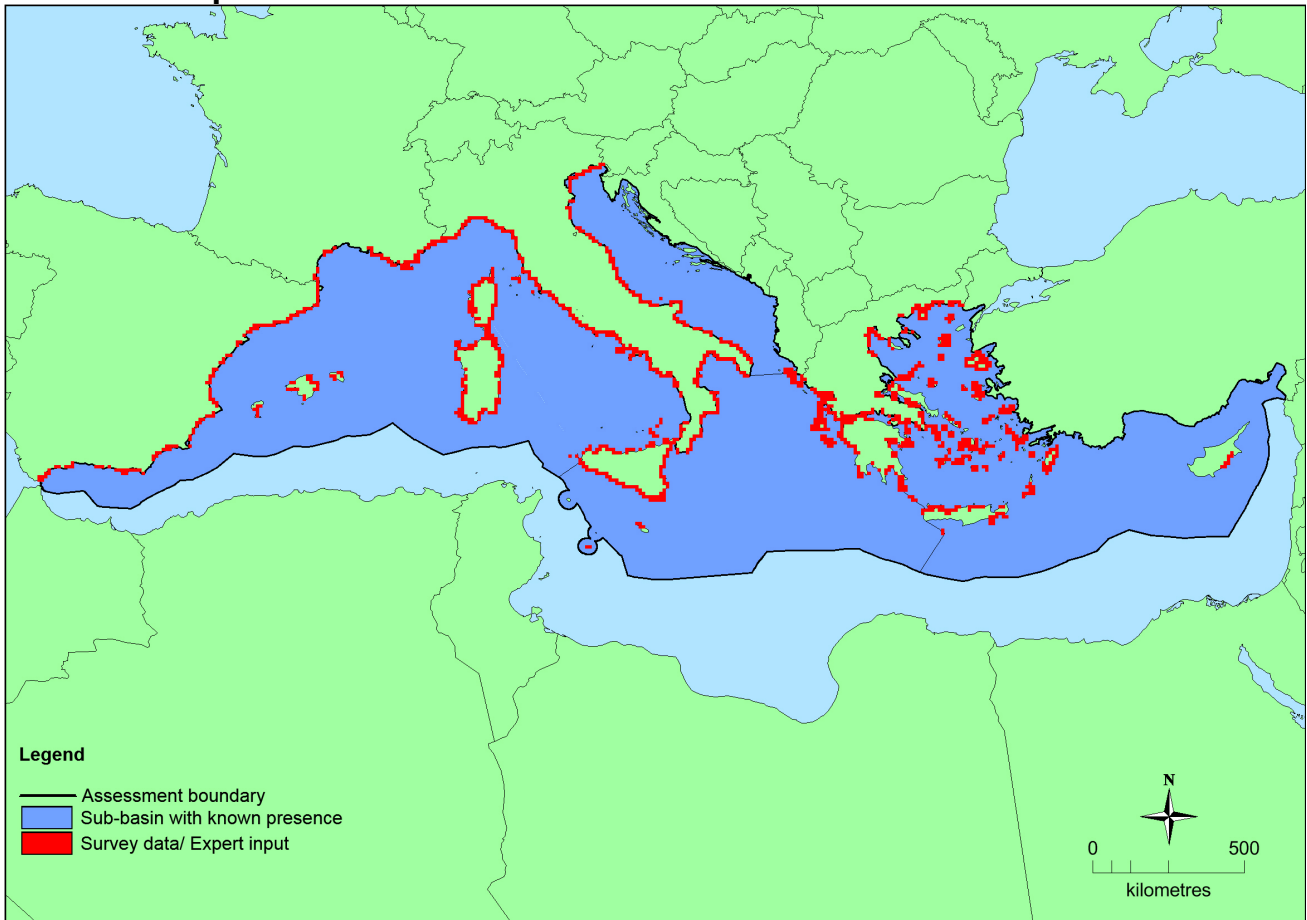 Legend
Assessment boundary
Sub-basin with known presence
Survey data/ Expert input
N
0 500
kilometres